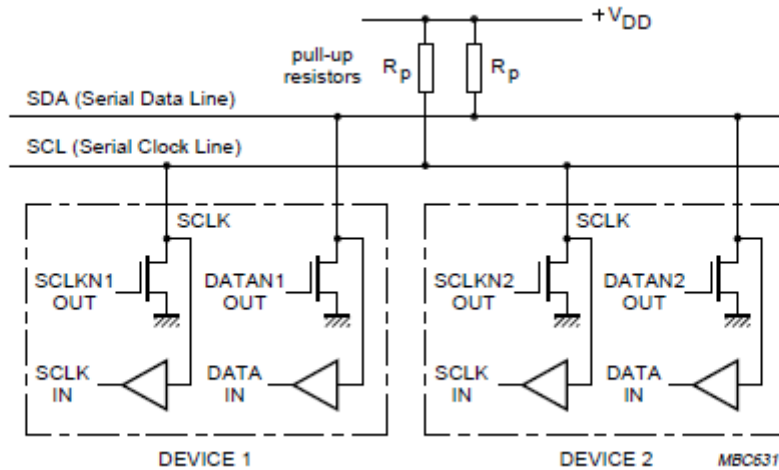 +VDD
pull-up
resistors
Rp
Rp
SDA (Serial Data Line)
SCL (Serial Clock Line)
SCLK
SCLK
SCLKN1
OUT
DATAN1
OUT
SCLKN2
OUT
DATAN2
OUT
SCLK
IN
DATA
IN
SCLK
IN
DATA
IN
DEVICE 1
DEVICE 2
MBC631